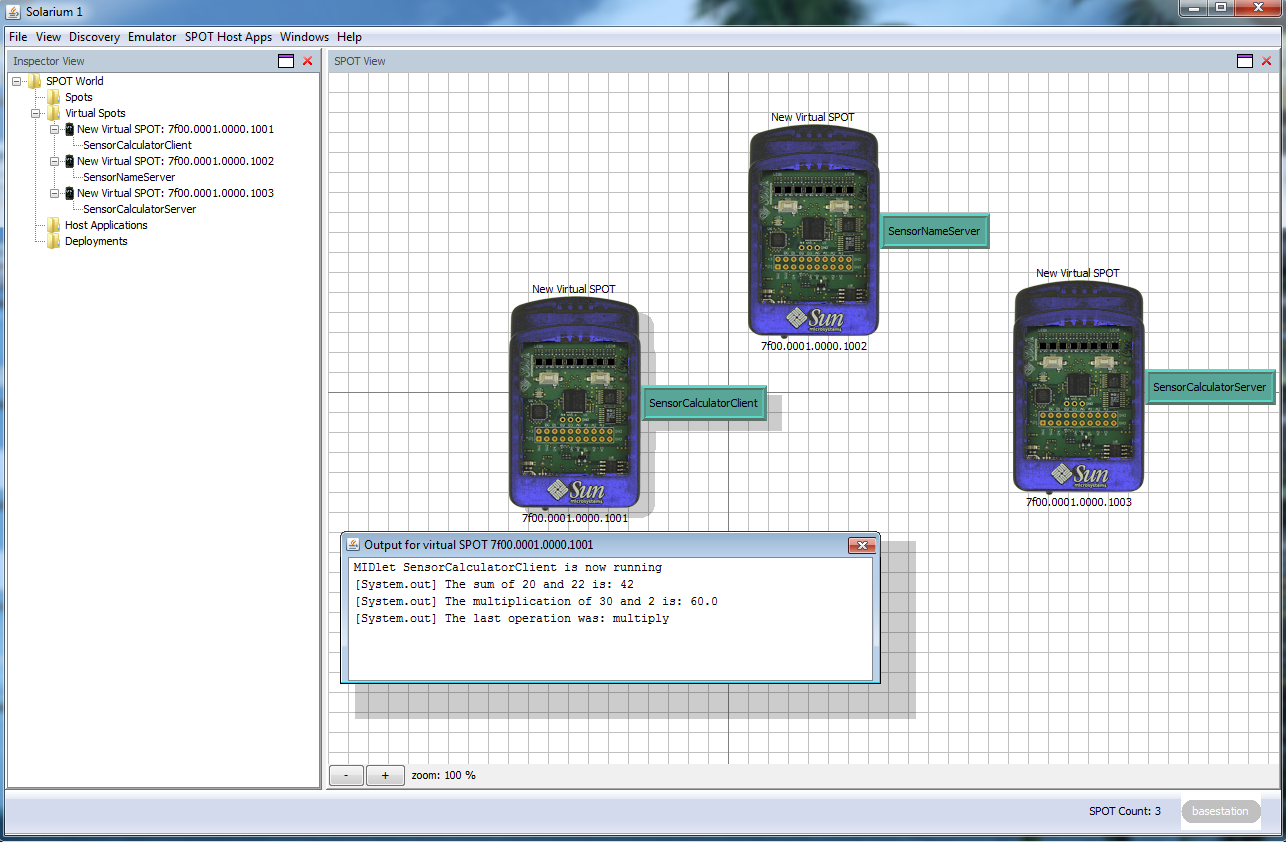 Solarium 1
File View Discovery Emulator SPOT Host Apps Windows Help
Inspector View
SPOT World
Spots
Virtual Spots
New Virtual SPOT: 7f00.0001.0000.1001
SensorCalculatorClient
New Virtual SPOT: 7f00.0001.0000.1002
SensorNameServer
New Virtual SPOT: 7f00.0001.0000.1003
SensorCalculatorServer
Host Applications
Deployments
SPOT View
New Virtual SPOT
SensorNameServer
Sun
microsystems
7f00.0001.0000.1002
New Virtual SPOT
SensorCalculatorServer
Sun
microsystems
7f00.0001.0000.1003
New Virtual SPOT
SensorCalculatorClient
Sun
microsystems
7f00.0001.0000.1001
Output for virtual SPOT 7f00.0001.0000.1001
MIDlet SensorCalculatorClient is now running
[System.out] The sum of 20 and 22 is: 42
[System.out] The multiplication of 30 and 2 is: 60.0
[System.out] The last operation was: multiply
- + zoom: 100 %
SPOT Count: 3
basestation